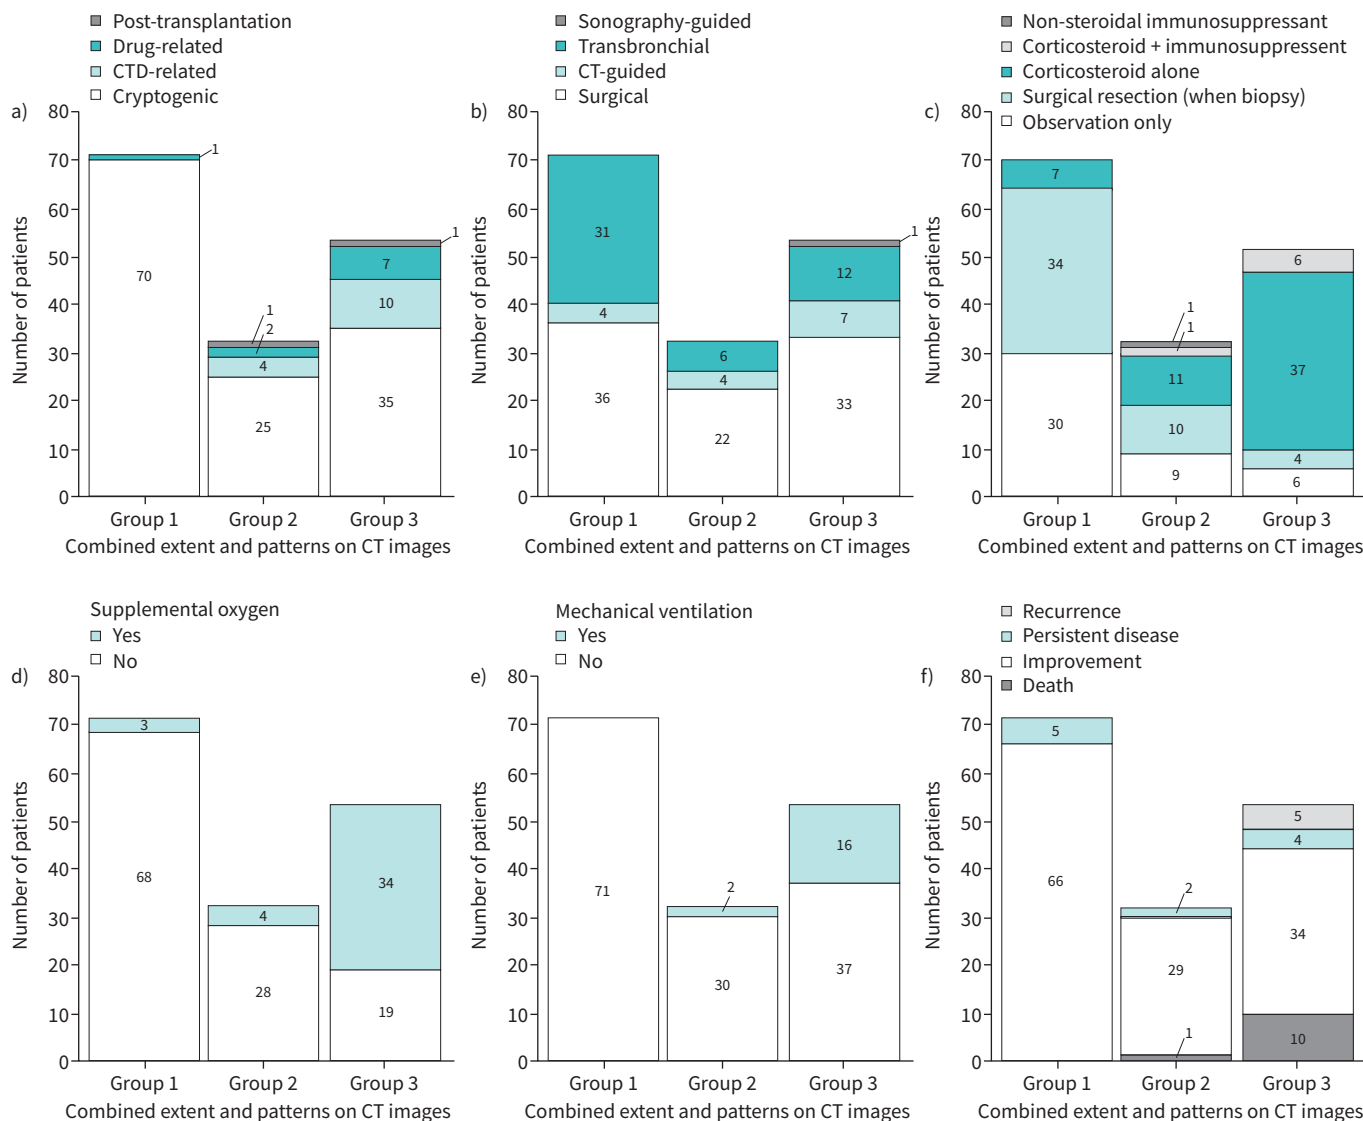 Post-transplantation
Drug-related
CTD-related
Cryptogenic
a)
80
70
60
50
40
30
20
10
0
Number of patients
1
70
1
2
4
25
1
7
10
35
Group 1
Group 2
Group 3
Combined extent and patterns on CT images
Sonography-guided
Transbronchial
CT-guided
Surgical
b)
80
70
60
50
40
30
20
10
0
Number of patients
31
4
36
6
4
22
1
12
7
33
Group 1
Group 2
Group 3
Combined extent and patterns on CT images
Non-steroidal immunosuppressant
Corticosteroid + immunosuppressent
Corticosteroid alone
Surgical resection (when biopsy)
Observation only
c)
80
70
60
50
40
30
20
10
0
Number of patients
7
34
30
1
1
11
10
9
6
37
4
6
Group 1
Group 2
Group 3
Combined extent and patterns on CT images
Supplemental oxygen
Yes
No
d)
80
70
60
50
40
30
20
10
0
Number of patients
3
68
4
28
34
19
Group 1
Group 2
Group 3
Combined extent and patterns on CT images
Mechanical ventilation
Yes
No
e)
80
70
60
50
40
30
20
10
0
Number of patients
71
2
30
16
37
Group 1
Group 2
Group 3
Combined extent and patterns on CT images
Recurrence
Persistent disease
Improvement
Death
f)
80
70
60
50
40
30
20
10
0
Number of patients
5
66
2
29
1
5
4
34
10
Group 1
Group 2
Group 3
Combined extent and patterns on CT images